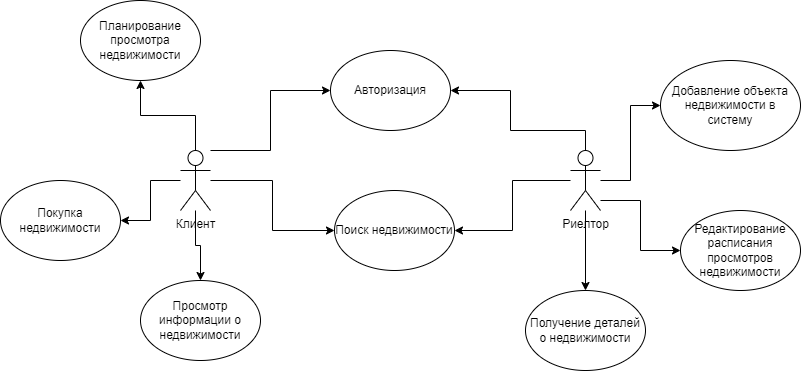 Планирование
просмотра
недвижимости
Авторизация
Добавление объекта
недвижимости в
систему
Покупка
недвижимости
Клиент
Поиск недвижимости
Риелтор
Редактирование
расписания
просмотров
недвижимости
Просмотр
информации о
недвижимости
Получение деталей
о недвижимости